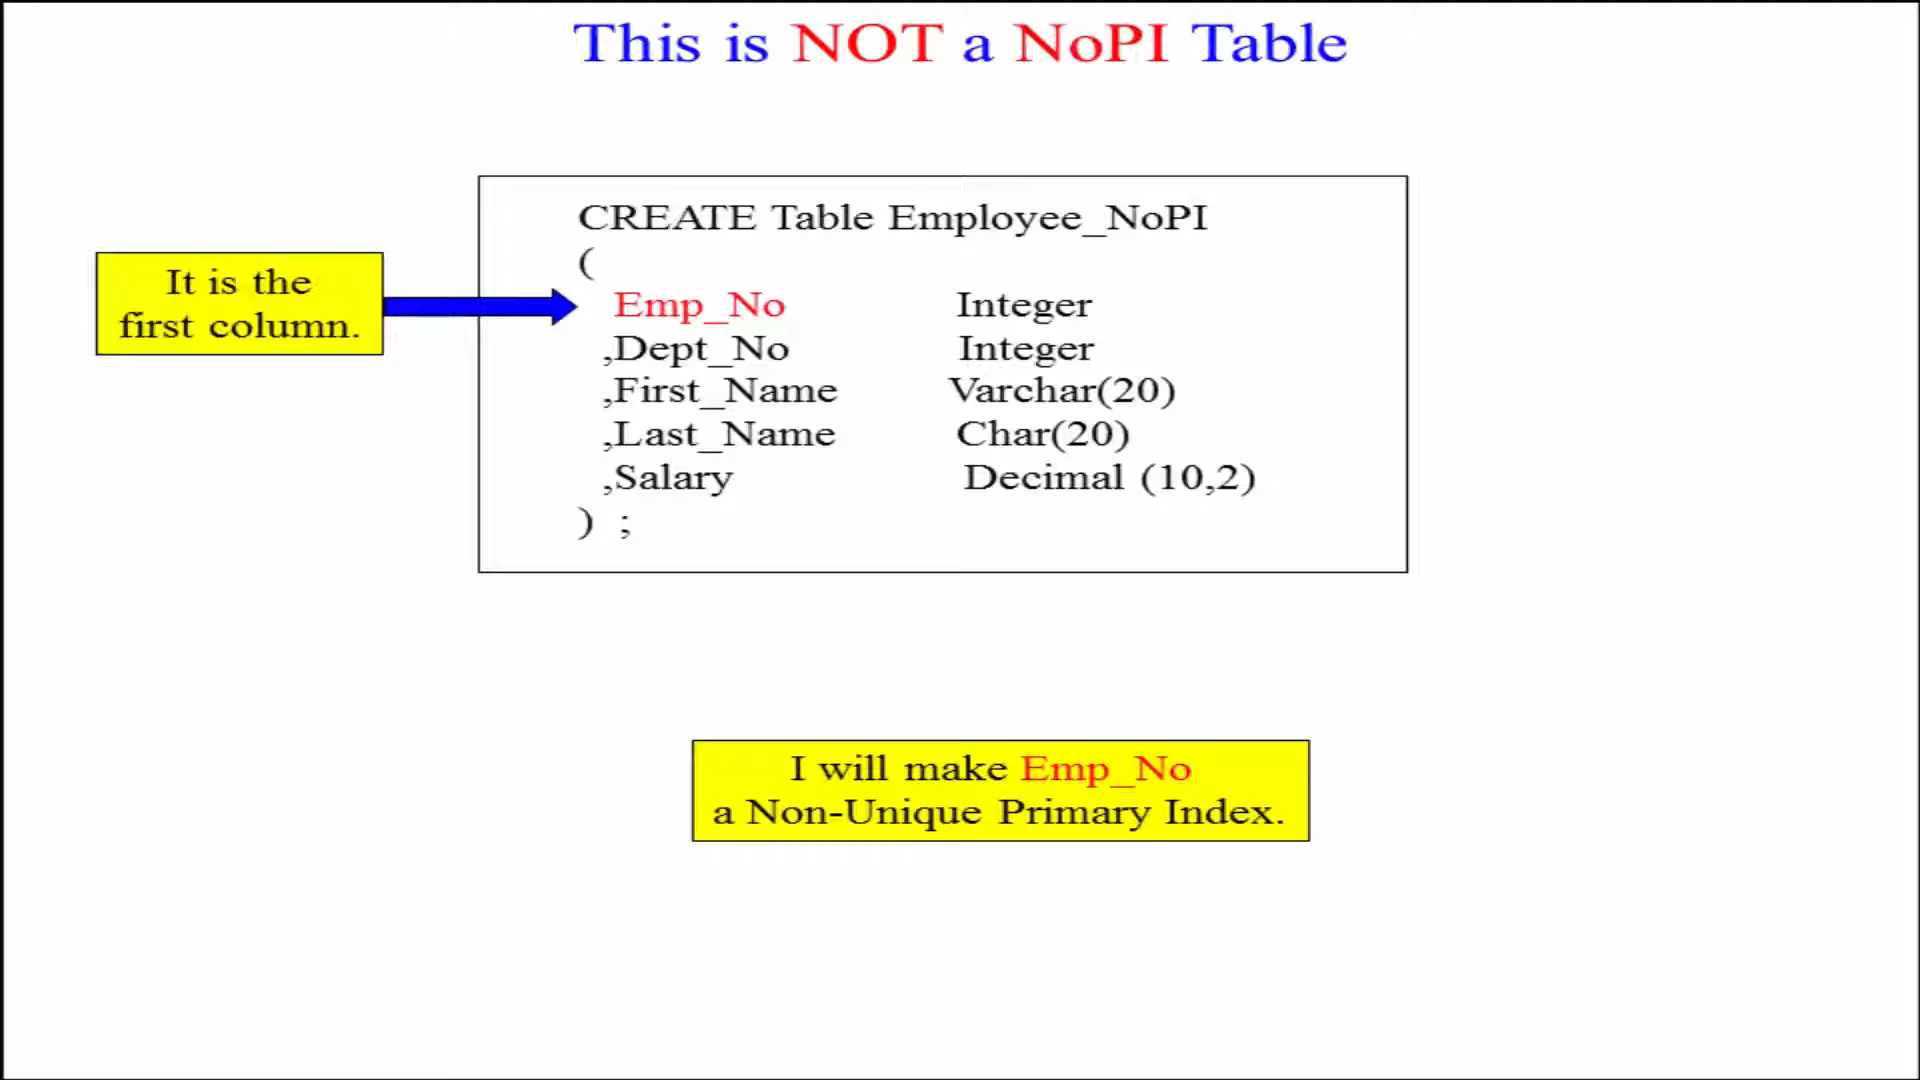 This is NOT a NoPI Table
CREATE Table Employee_NoPI
(
It is the
first column.
Emp_No Integer
,Dept_No Integer
,First_Name Varchar(20)
,Last_Name Char(20)
,Salary Decimal (10,2)
) ;
I will make Emp_No
a Non-Unique Primary Index.